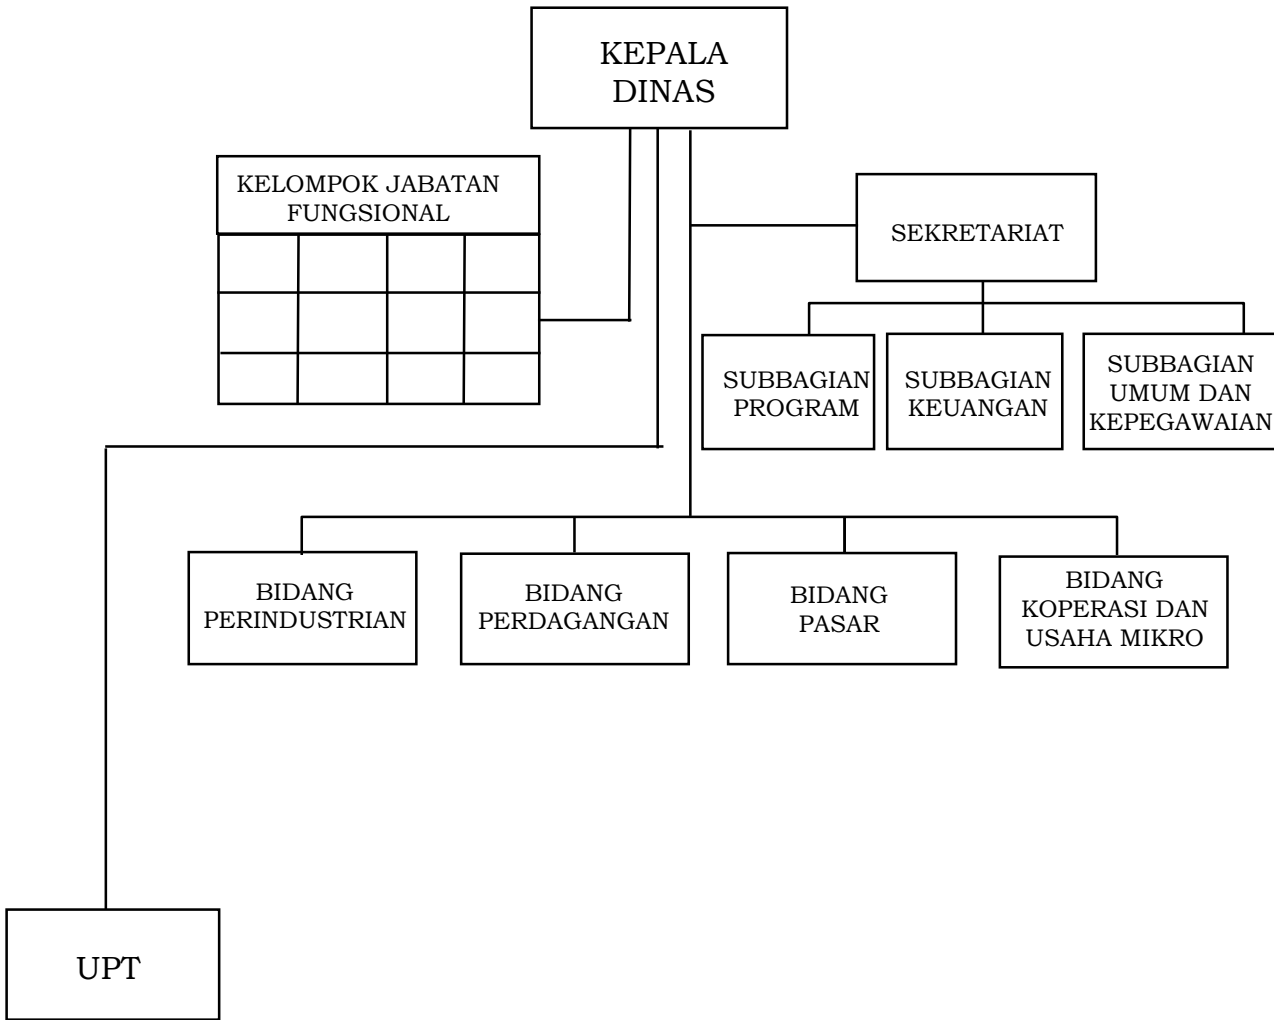 KEPALA
DINAS
KELOMPOK JABATAN
FUNGSIONAL
SEKRETARIAT
SUBBAGIAN
PROGRAM
SUBBAGIAN
KEUANGAN
SUBBAGIAN
UMUM DAN
KEPEGAWAIAN
BIDANG
PERINDUSTRIAN
BIDANG
PERDAGANGAN
BIDANG
PASAR
BIDANG
KOPERASI DAN
USAHA MIKRO
UPT